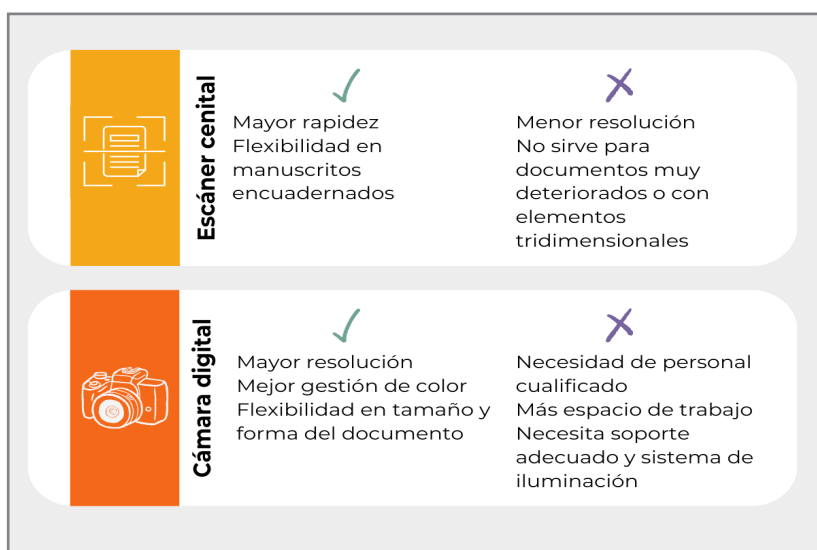 Escáner cenital
Mayor rapidez
Flexibilidad en
manuscritos
encuadernados
Menor resolución
No sirve para
documentos muy
deteriorados o con
elementos
tridimensionales
Cámara digital
Mayor resolución
Mejor gestión de color
Flexibilidad en tamaño y
forma del documento
Necesidad de personal
cualificado
Más espacio de trabajo
Necesita soporte
adecuado y sistema de
iluminación